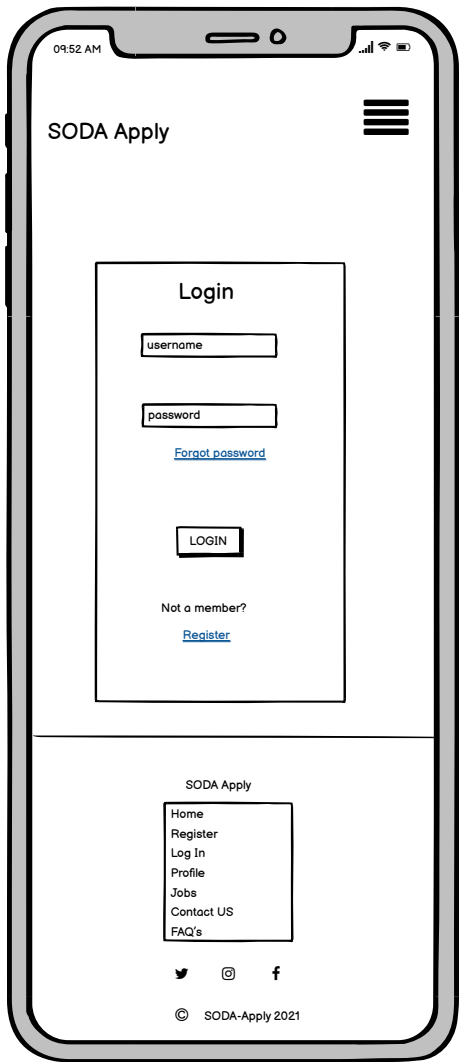 09:52 AM
SODA Apply
Login
username
password
Forgot password
LOGIN
Not a member?
Register
SODA Apply
Home
Register
Log In
Profile
Jobs
Contact US
FAQ's
© SODA-Apply 2021